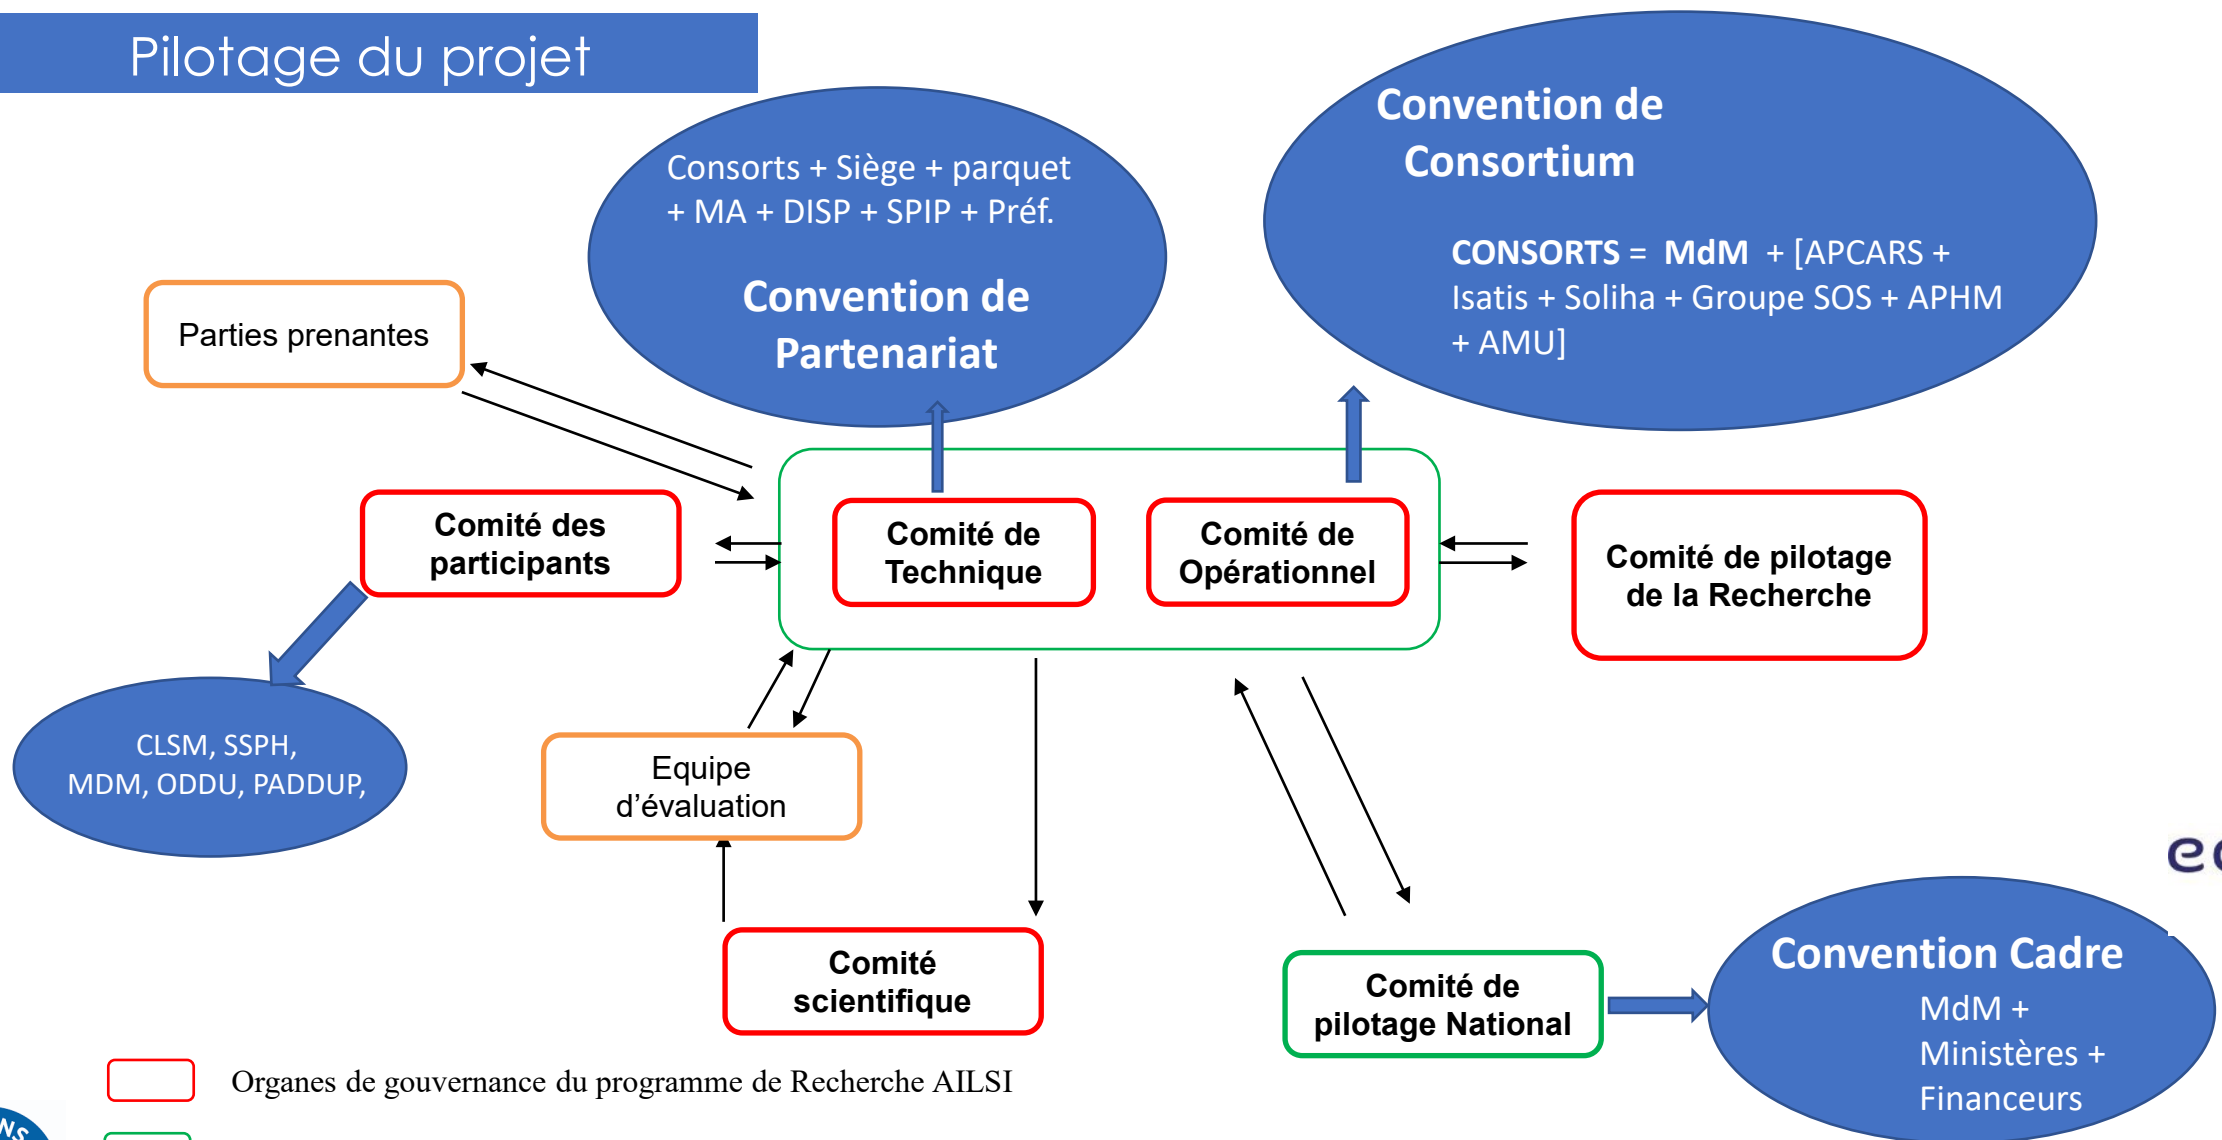 Pilotage du projet
Consorts + Siège + parquet
+ MA + DISP + SPIP + Préf.
Convention de
Partenariat
Convention de
Consortium
CONSORTS = MdM + [APCARS +
Isatis + Soliha + Groupe SOS + APHM
+ AMU]
Parties prenantes
Comité des
participants
Comité de
Technique
Comité de
Opérationnel
Comité de pilotage
de la Recherche
CLSM, SSPH,
MDM, ODDU, PADDUP,
Equipe
d’évaluation
Comité
scientifique
Comité de
pilotage National
Convention Cadre
MdM +
Ministères +
Financeurs
Organes de gouvernance du programme de Recherche AILSI